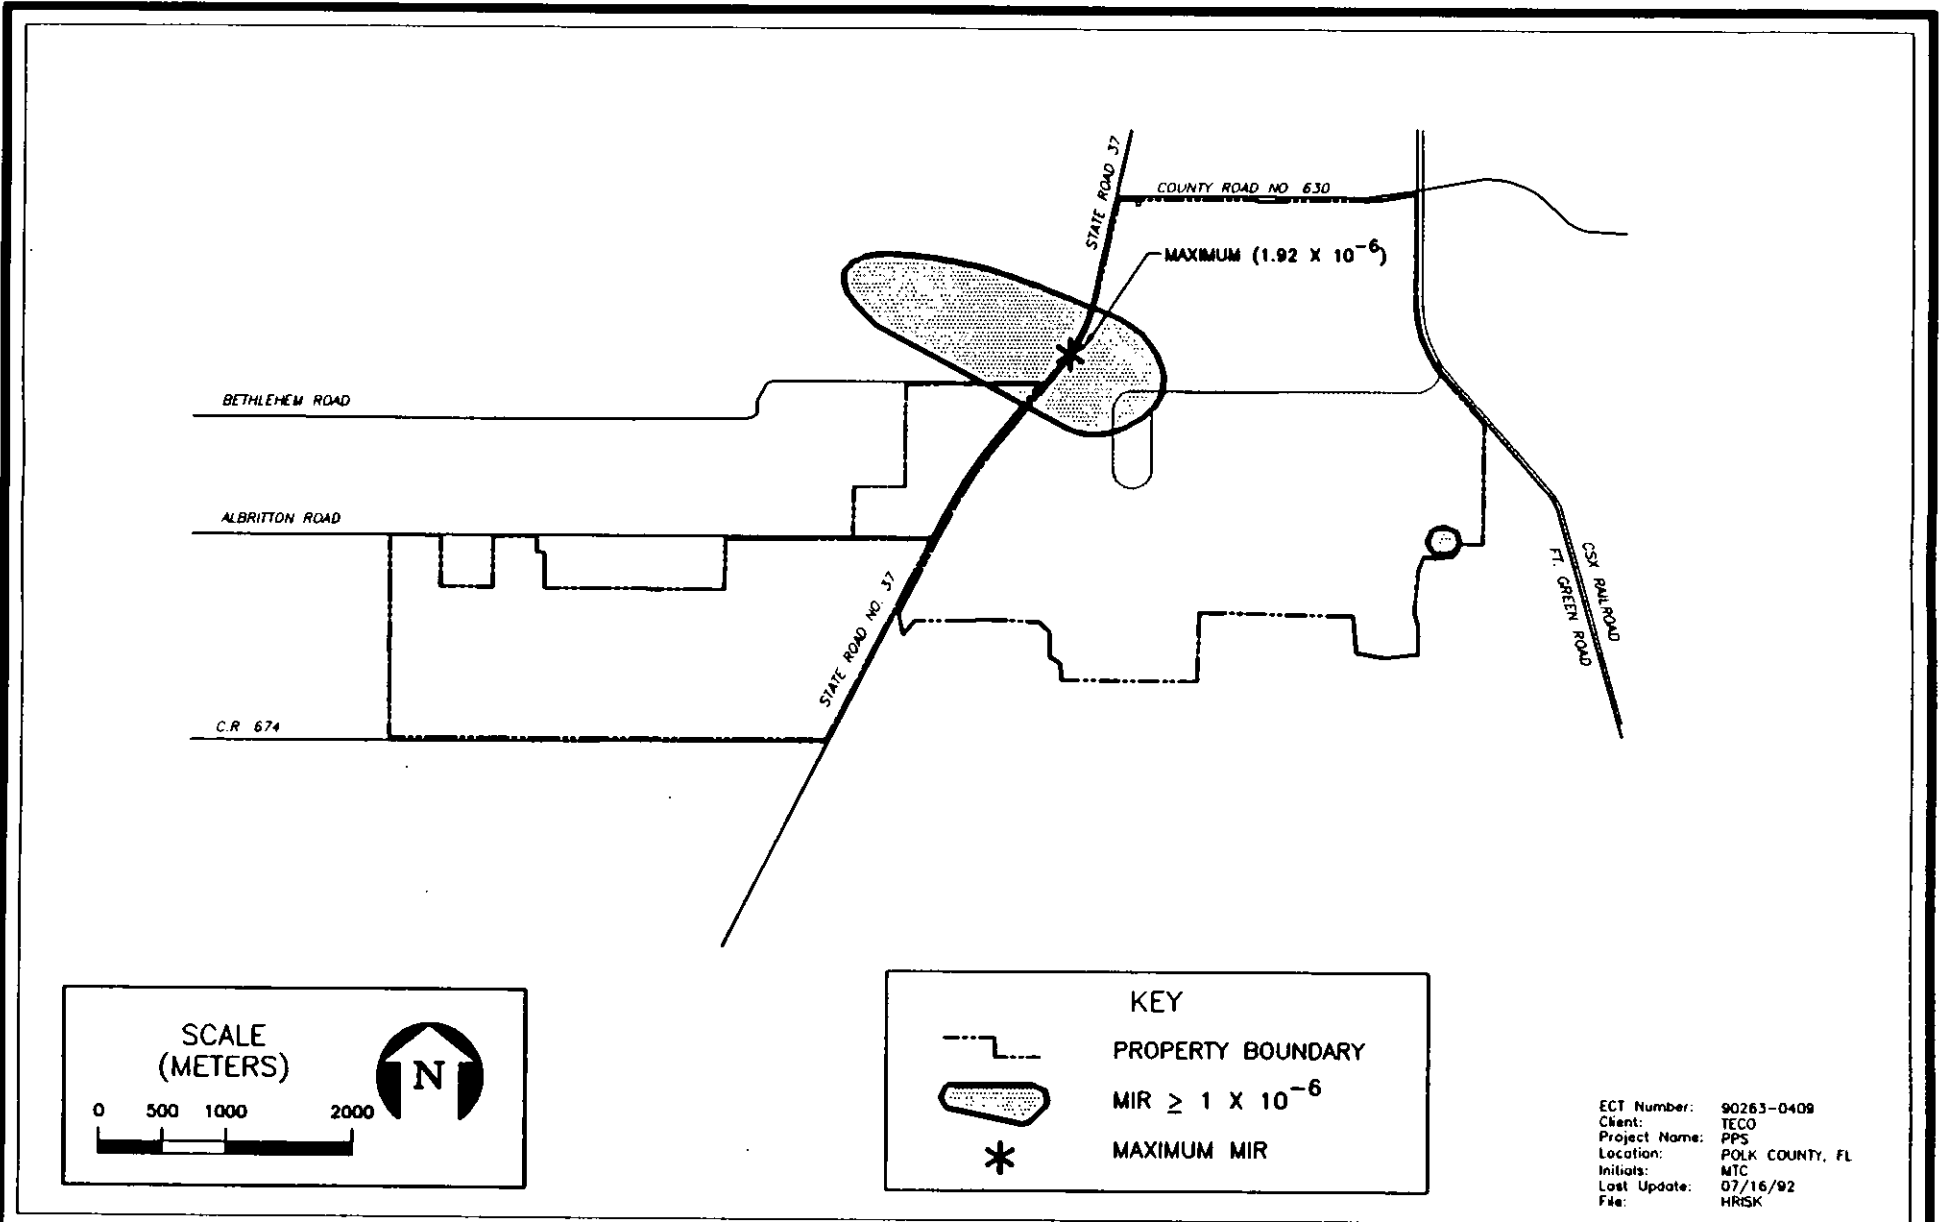 STATE ROAD 37
COUNTY ROAD NO 630
MAXIMUM (1.92 X 10⁻⁶)
BETHLEHEM ROAD
ALBRITTON ROAD
STATE ROAD NO. 37
CSX RAILROAD
FT. GREEN ROAD
C.R 674
SCALE
(METERS)
0 500 1000 2000
N
KEY
PROPERTY BOUNDARY
MIR ≥ 1 X 10⁻⁶
MAXIMUM MIR
ECT Number: 90263-0409
Client: TECO
Project Name: PPS
Location: POLK COUNTY, FL
Initials: MTC
Last Update: 07/16/92
File: HRISK